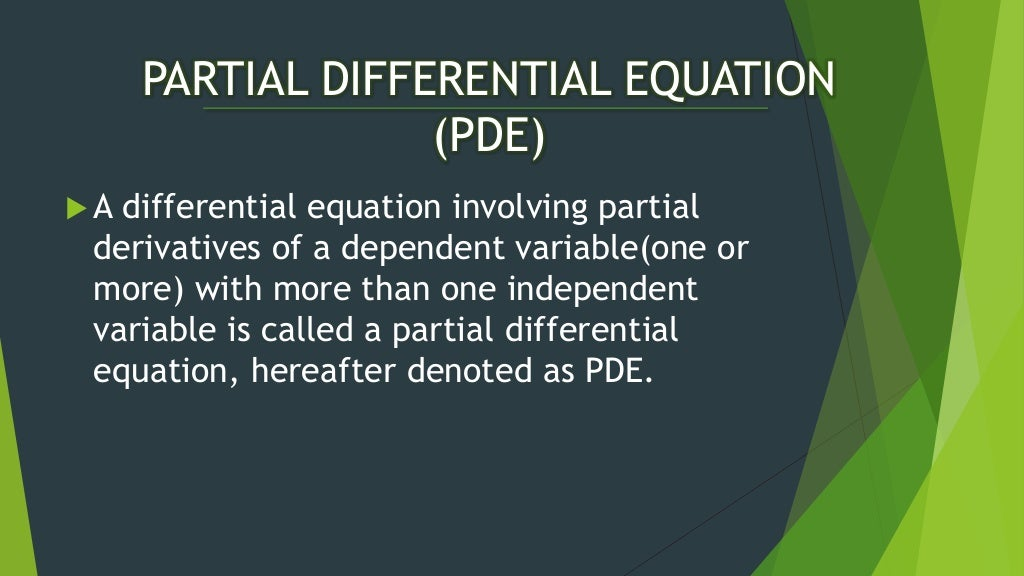 PARTIAL DIFFERENTIAL EQUATION
(PDE)
A differential equation involving partial
derivatives of a dependent variable(one or
more) with more than one independent
variable is called a partial differential
equation, hereafter denoted as PDE.